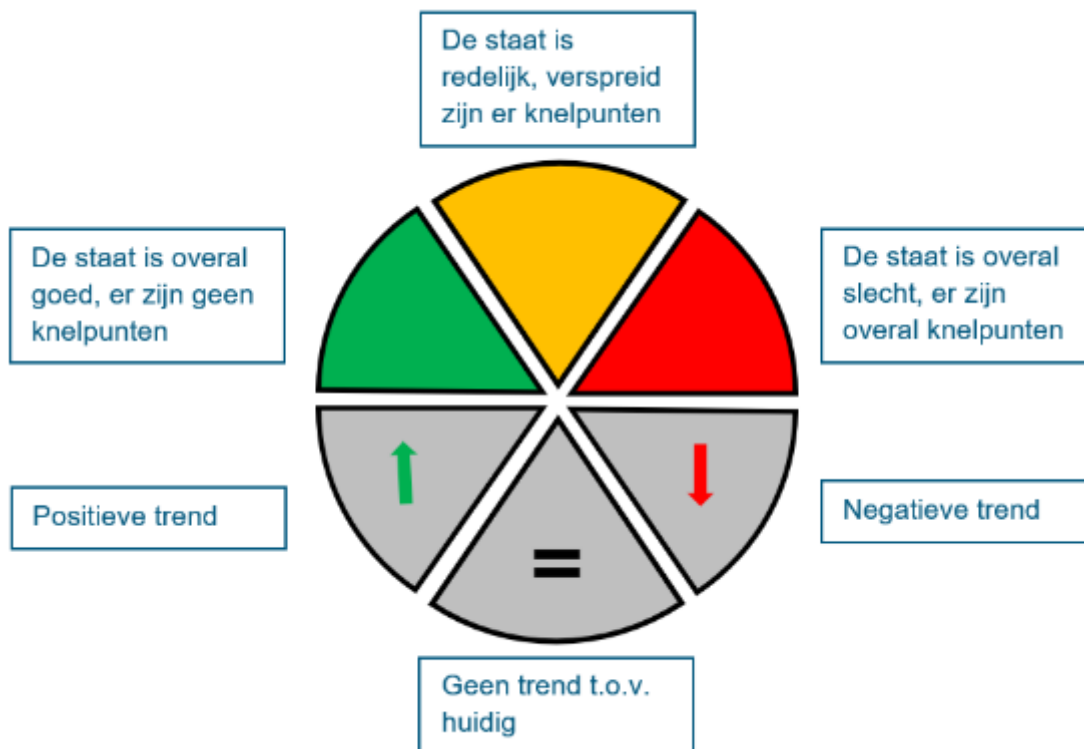 De staat is
redelijk, verspreid
zijn er knelpunten
De staat is overal
goed, er zijn geen
knelpunten
De staat is overal
slecht, er zijn
overal knelpunten
Positieve trend
=
Negatieve trend
Geen trend t.o.v.
huidig